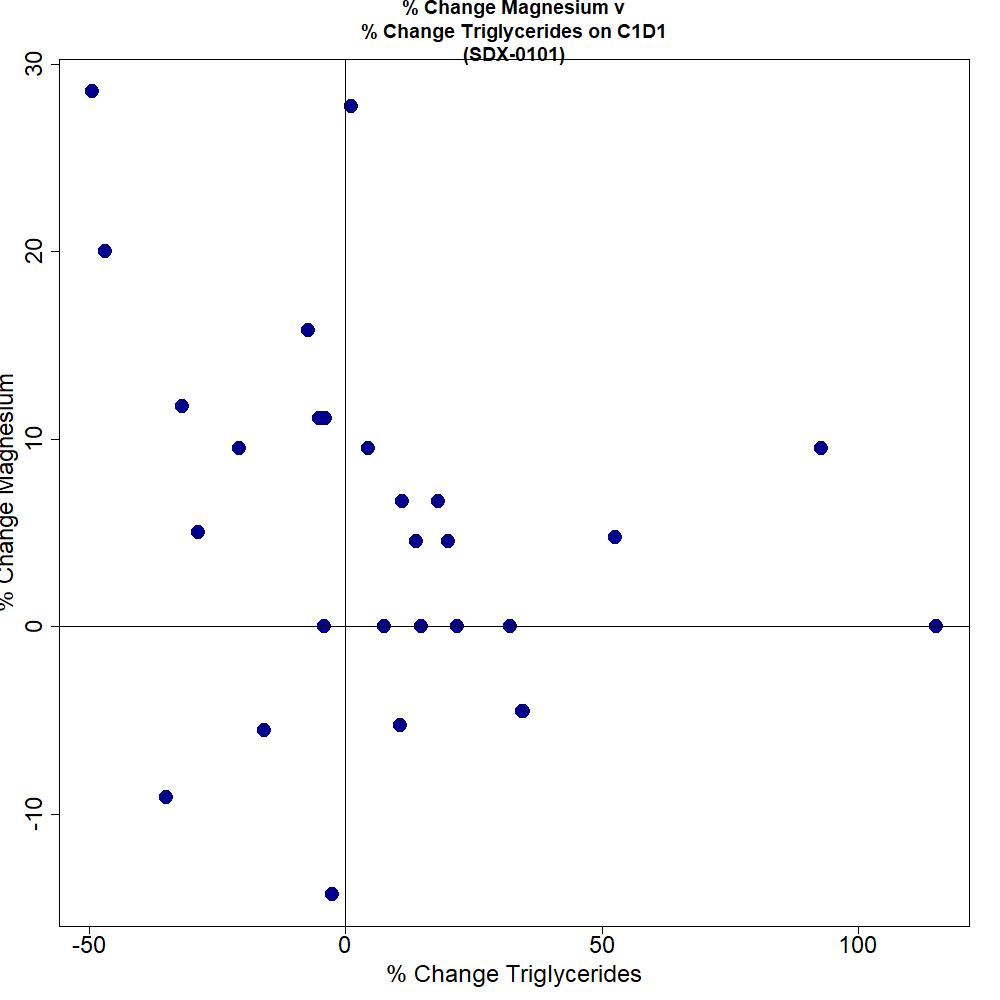 % Change Magnesium v
% Change Triglycerides on C1D1
(SDX-0101)
30
20
10
0
-10
% Change Magnesium
-50
0
50
100
% Change Triglycerides